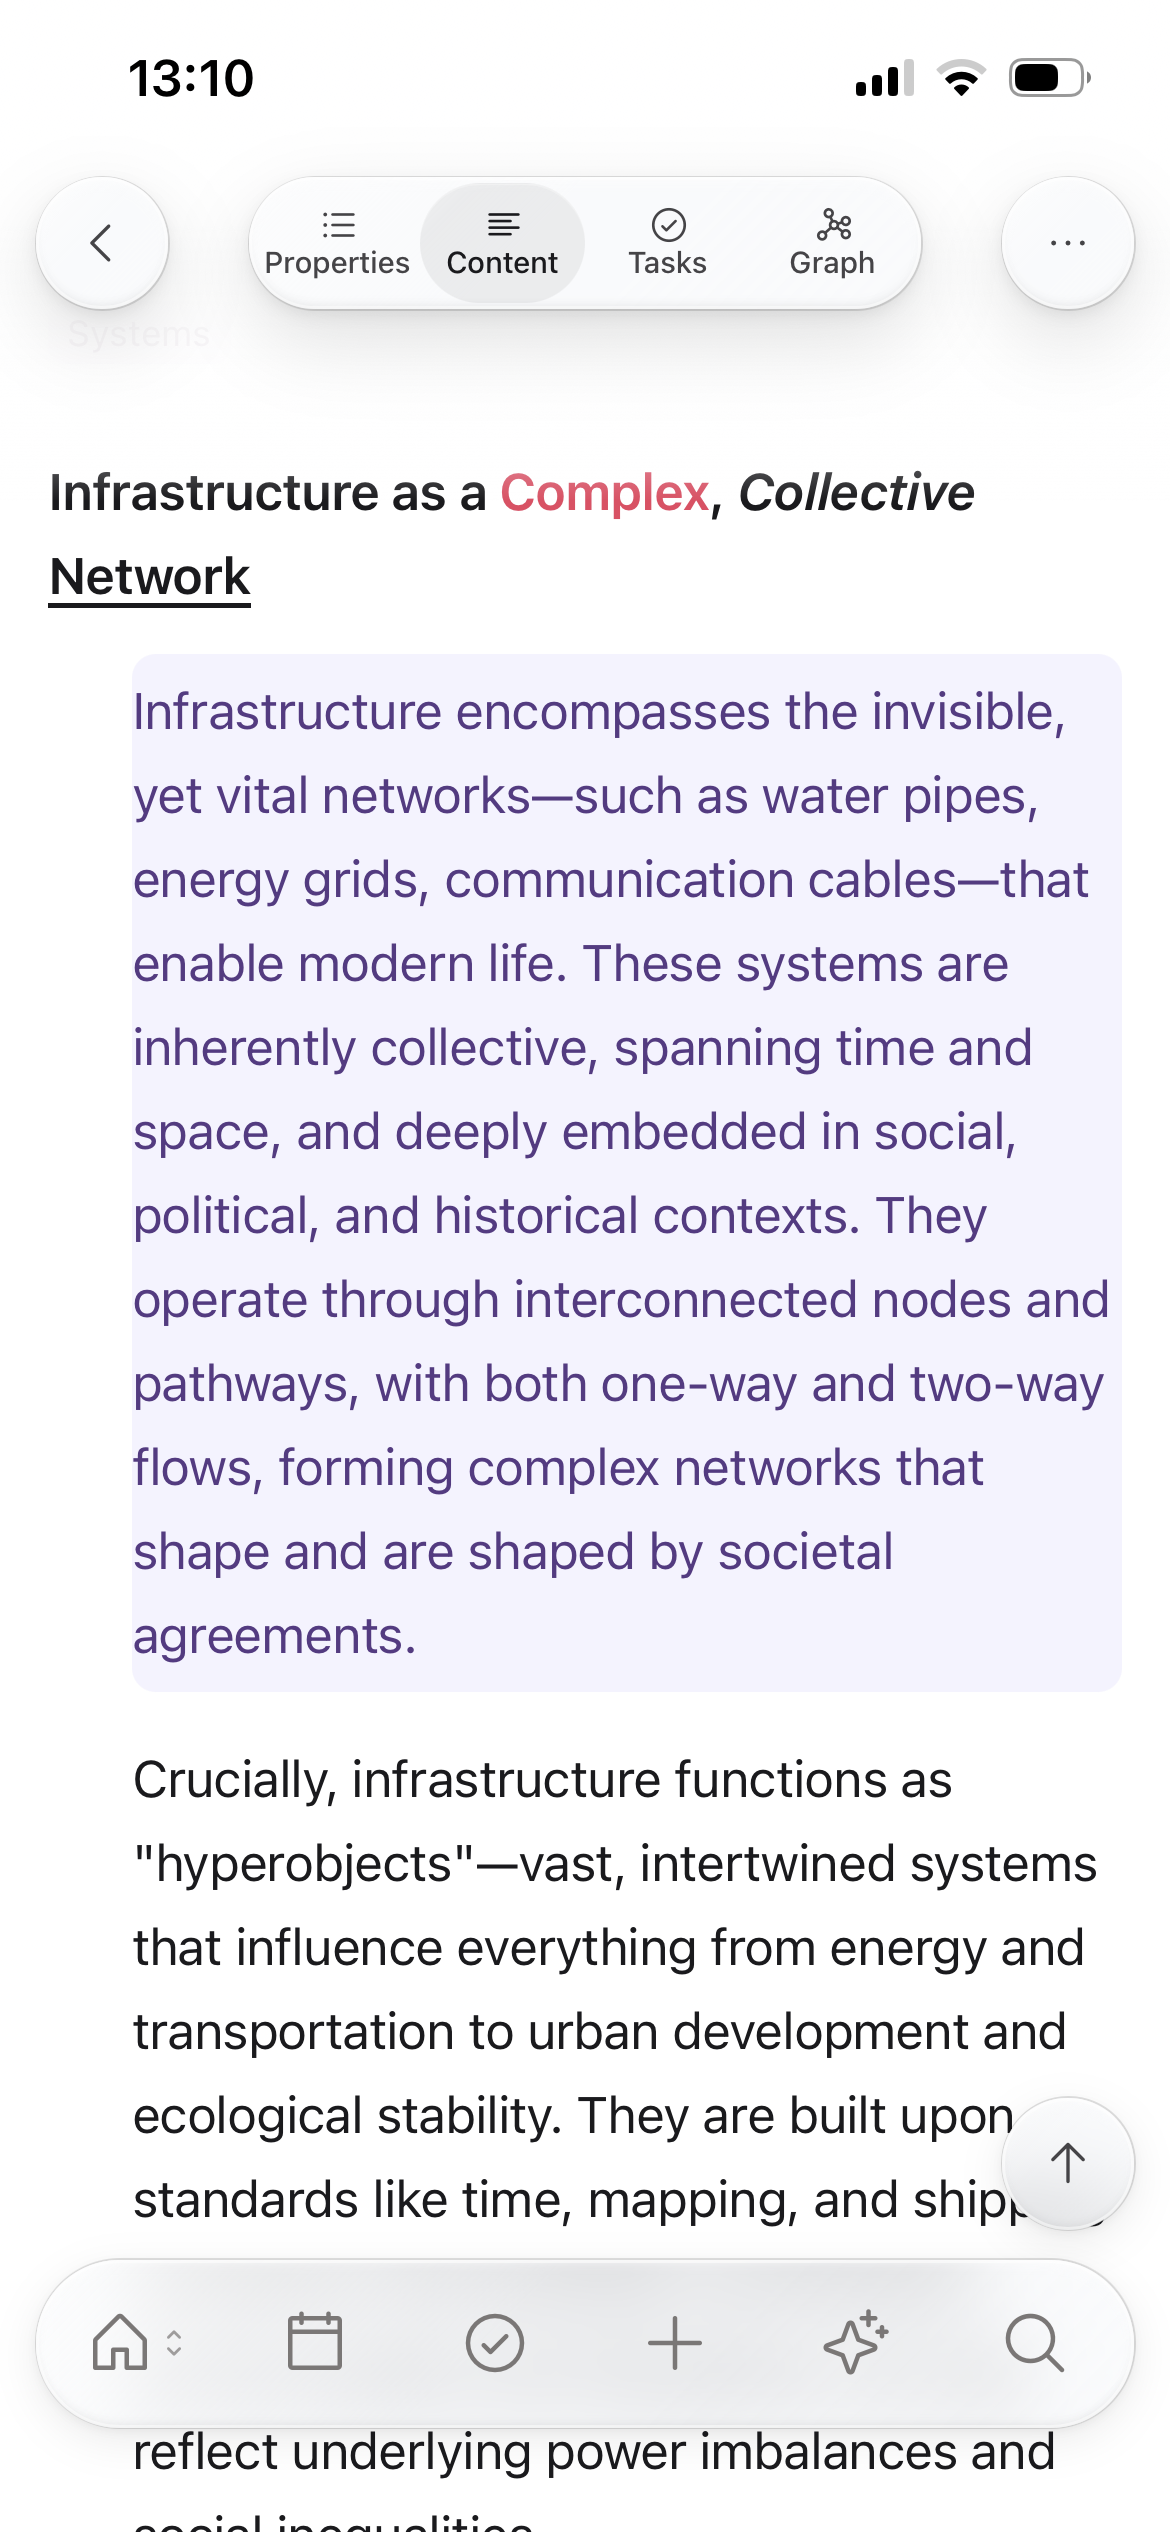 13:10
Properties
Content
Tasks
Graph
Systems
Infrastructure as a Complex, Collective
Network
Infrastructure encompasses the invisible,
yet vital networks—such as water pipes,
energy grids, communication cables—that
enable modern life. These systems are
inherently collective, spanning time and
space, and deeply embedded in social,
political, and historical contexts. They
operate through interconnected nodes and
pathways, with both one-way and two-way
flows, forming complex networks that
shape and are shaped by societal
agreements.
Crucially, infrastructure functions as
"hyperobjects"—vast, intertwined systems
that influence everything from energy and
transportation to urban development and
ecological stability. They are built upon
standards like time, mapping, and
reflect underlying power imbalances and